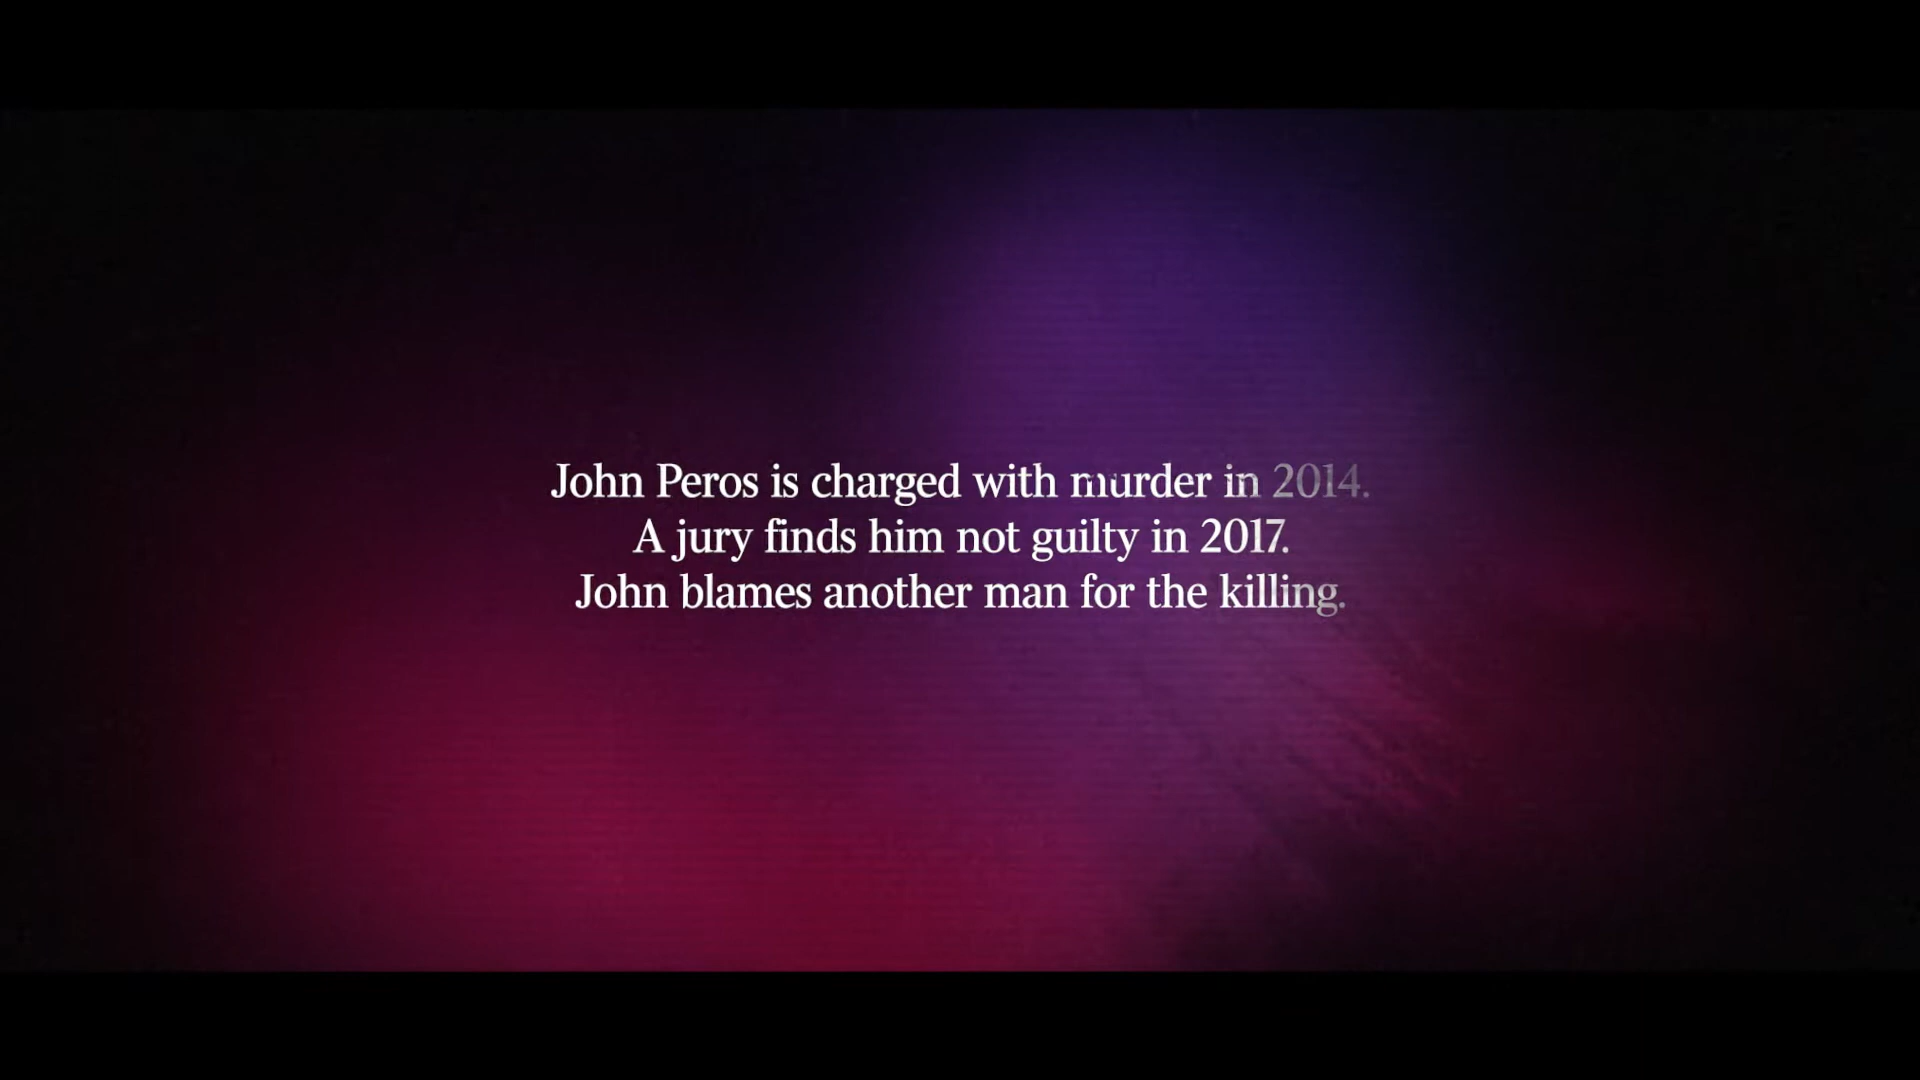 John Peros is charged with murder in 2014.
A jury finds him not guilty in 2017.
John blames another man for the killing.